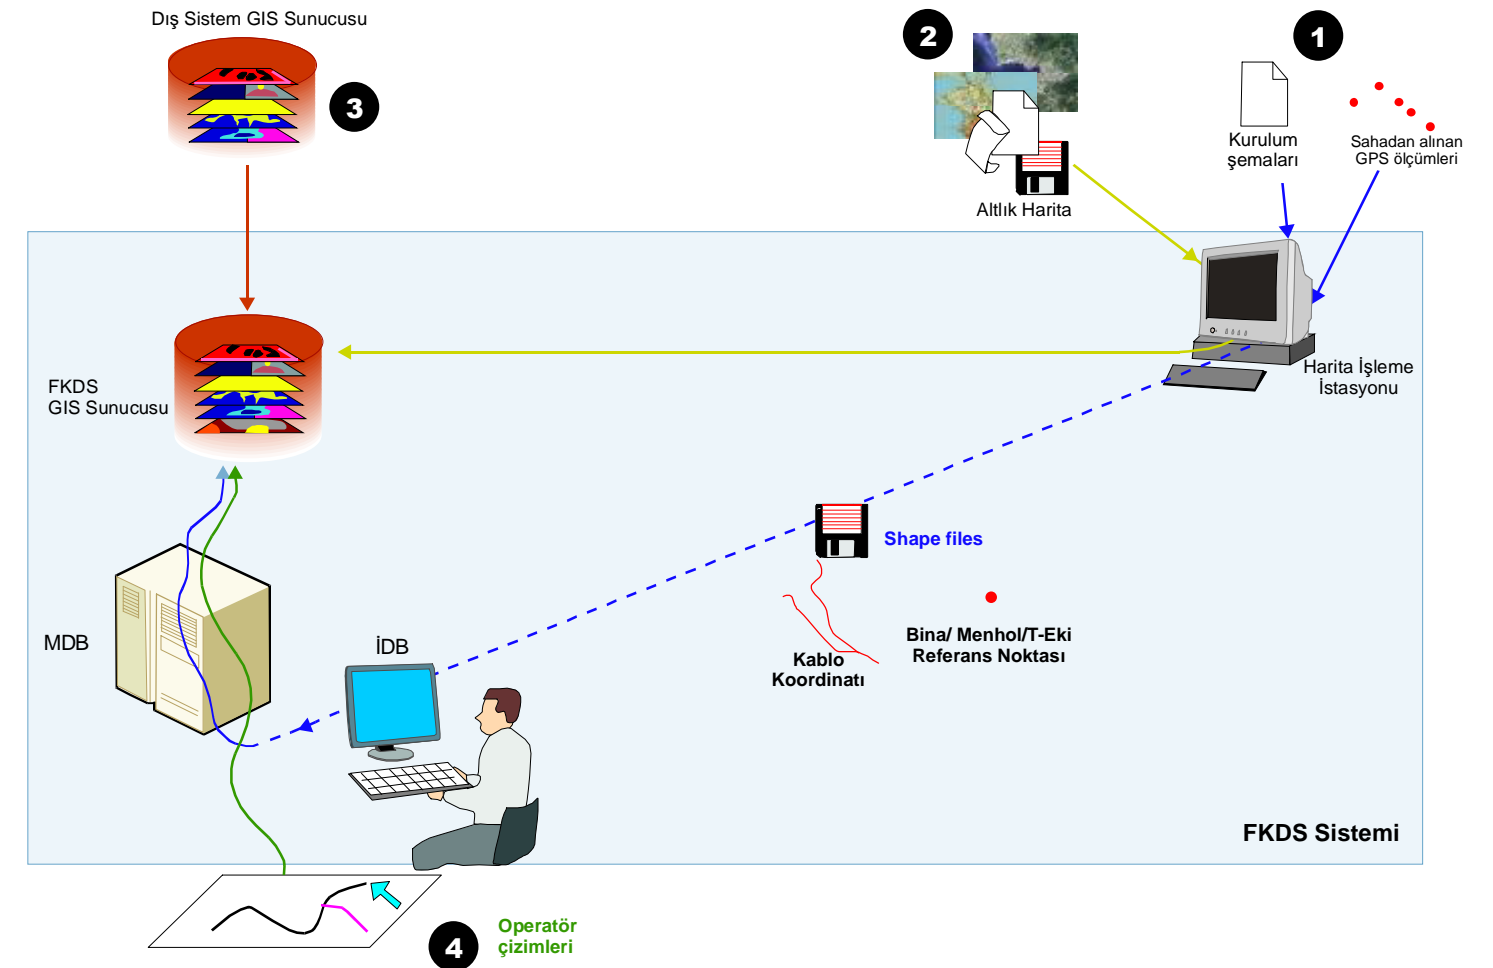 Dış Sistem GIS Sunucusu
3
2
1
Kurulum
şemaları
Sahadan alınan
GPS ölçümleri
Altlık Harita
FKDS
GIS Sunucusu
Harita İşleme
İstasyonu
Shape files
Bina/ Menhol/T-Eki
Referans Noktası
Kablo
Koordinatı
MDB
İDB
FKDS Sistemi
4
Operatör
çizimleri